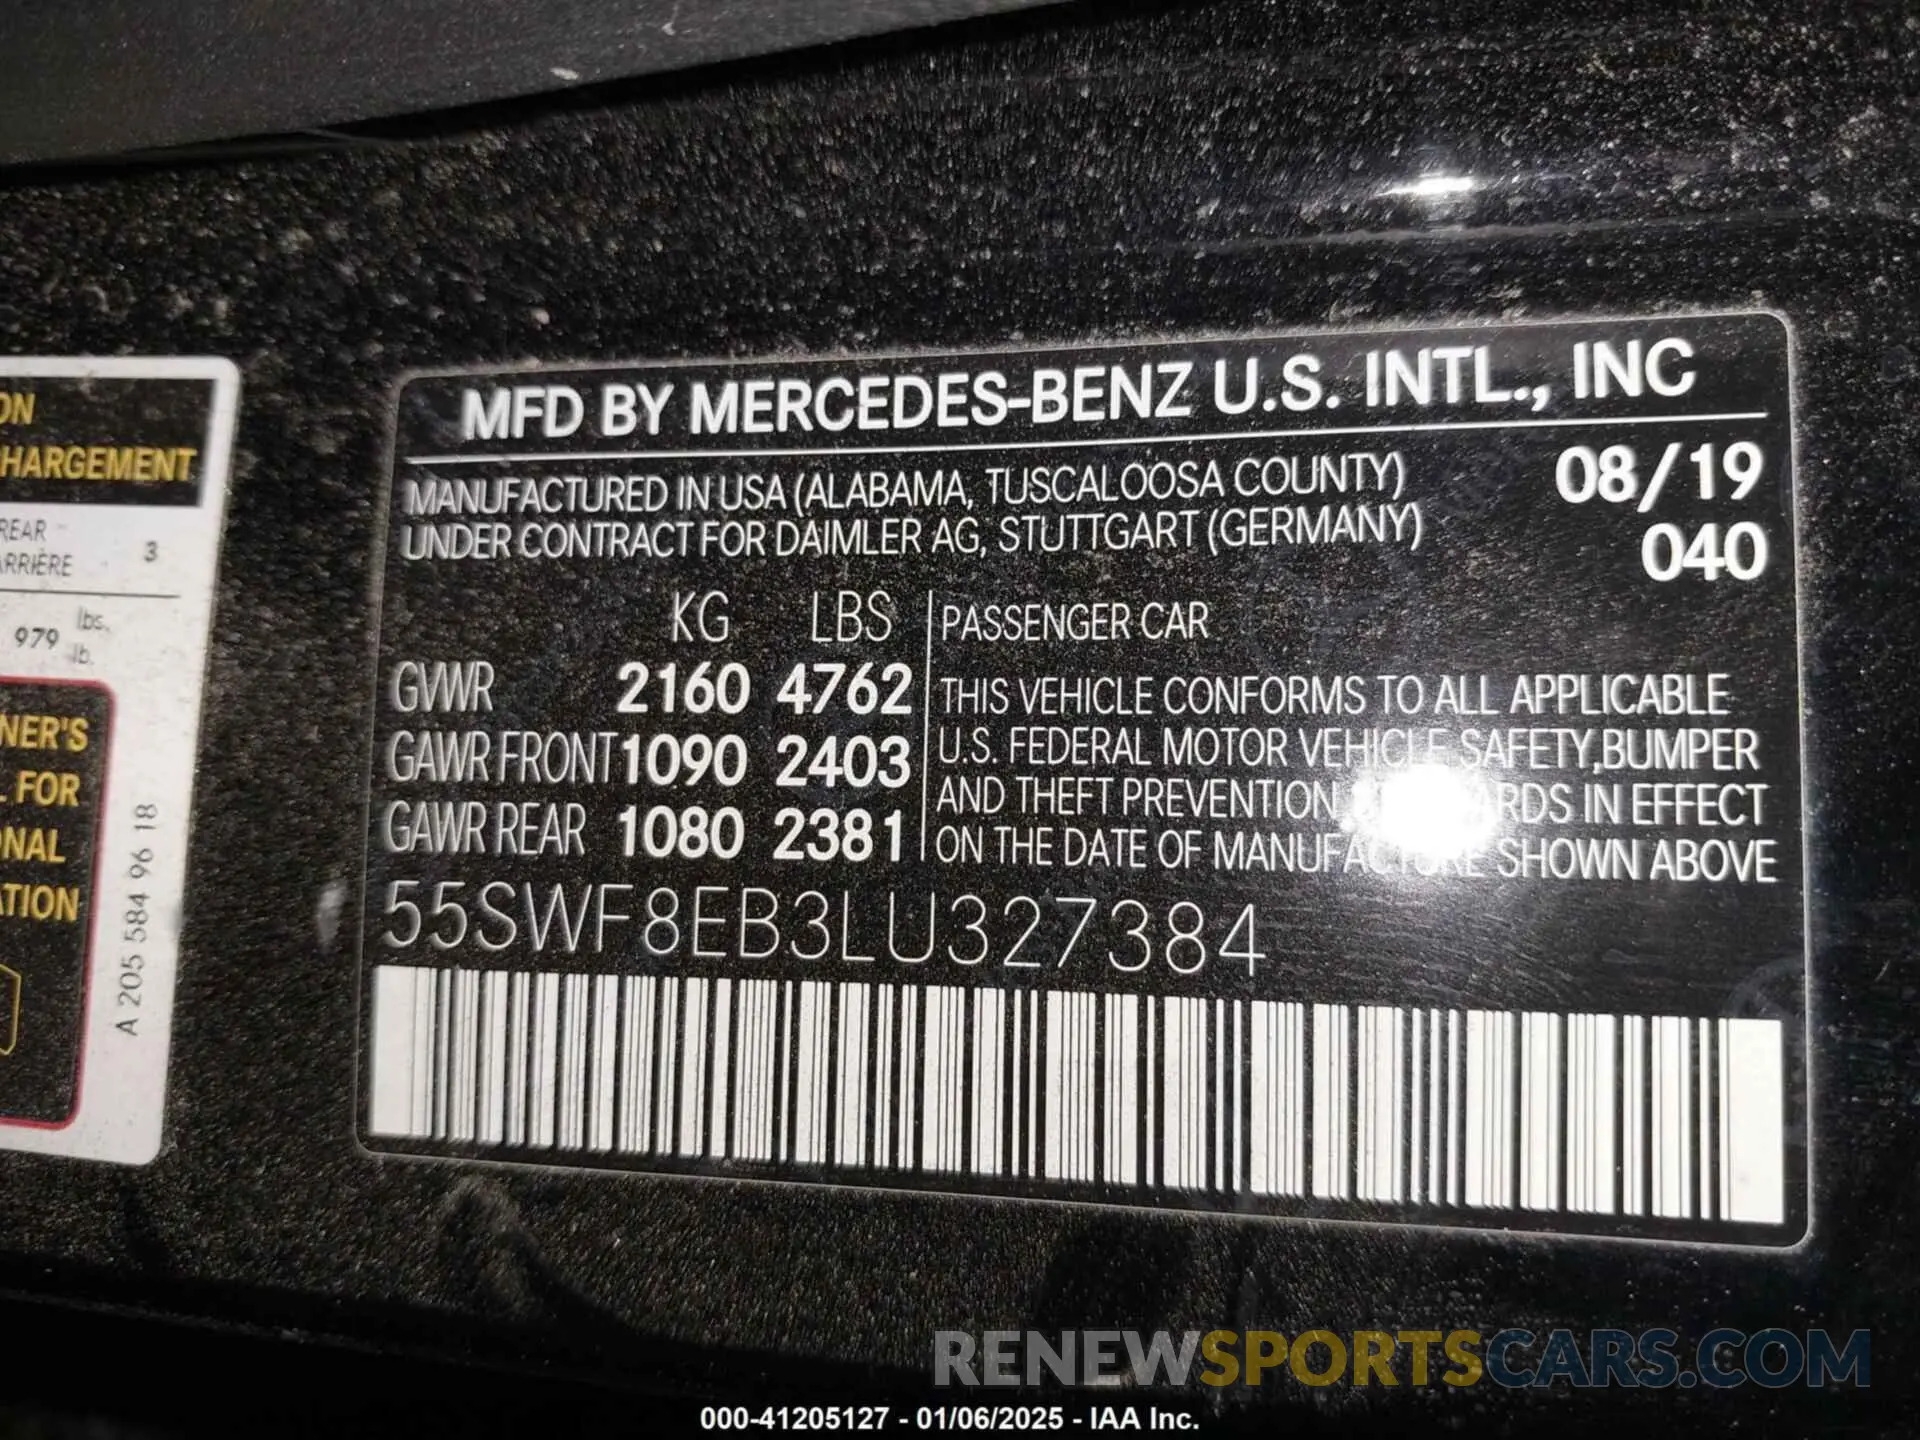 ON
CHARGEMENT
REAR
ARRIÈRE 3
979 lbs.
lb.
NER'S
FOR
ONAL
ATION
A 205 584 96 18
MFD BY MERCEDES-BENZ U.S. INTL., INC
MANUFACTURED IN USA (ALABAMA, TUSCALOOSA COUNTY) 08/19
UNDER CONTRACT FOR DAIMLER AG, STUTTGART (GERMANY) 040
KG LBS
GVWR 2160 4762
GAWR FRONT 1090 2403
GAWR REAR 1080 2381
PASSENGER CAR
THIS VEHICLE CONFORMS TO ALL APPLICABLE
U.S. FEDERAL MOTOR VEHICLE SAFETY,BUMPER
AND THEFT PREVENTION IN EFFECT
ON THE DATE OF MANUFACTURE SHOWN ABOVE
55SWF8EB3LU327384
RENEWSPORTSCARS.COM
000-41205127 - 01/06/2025 - IAA Inc.